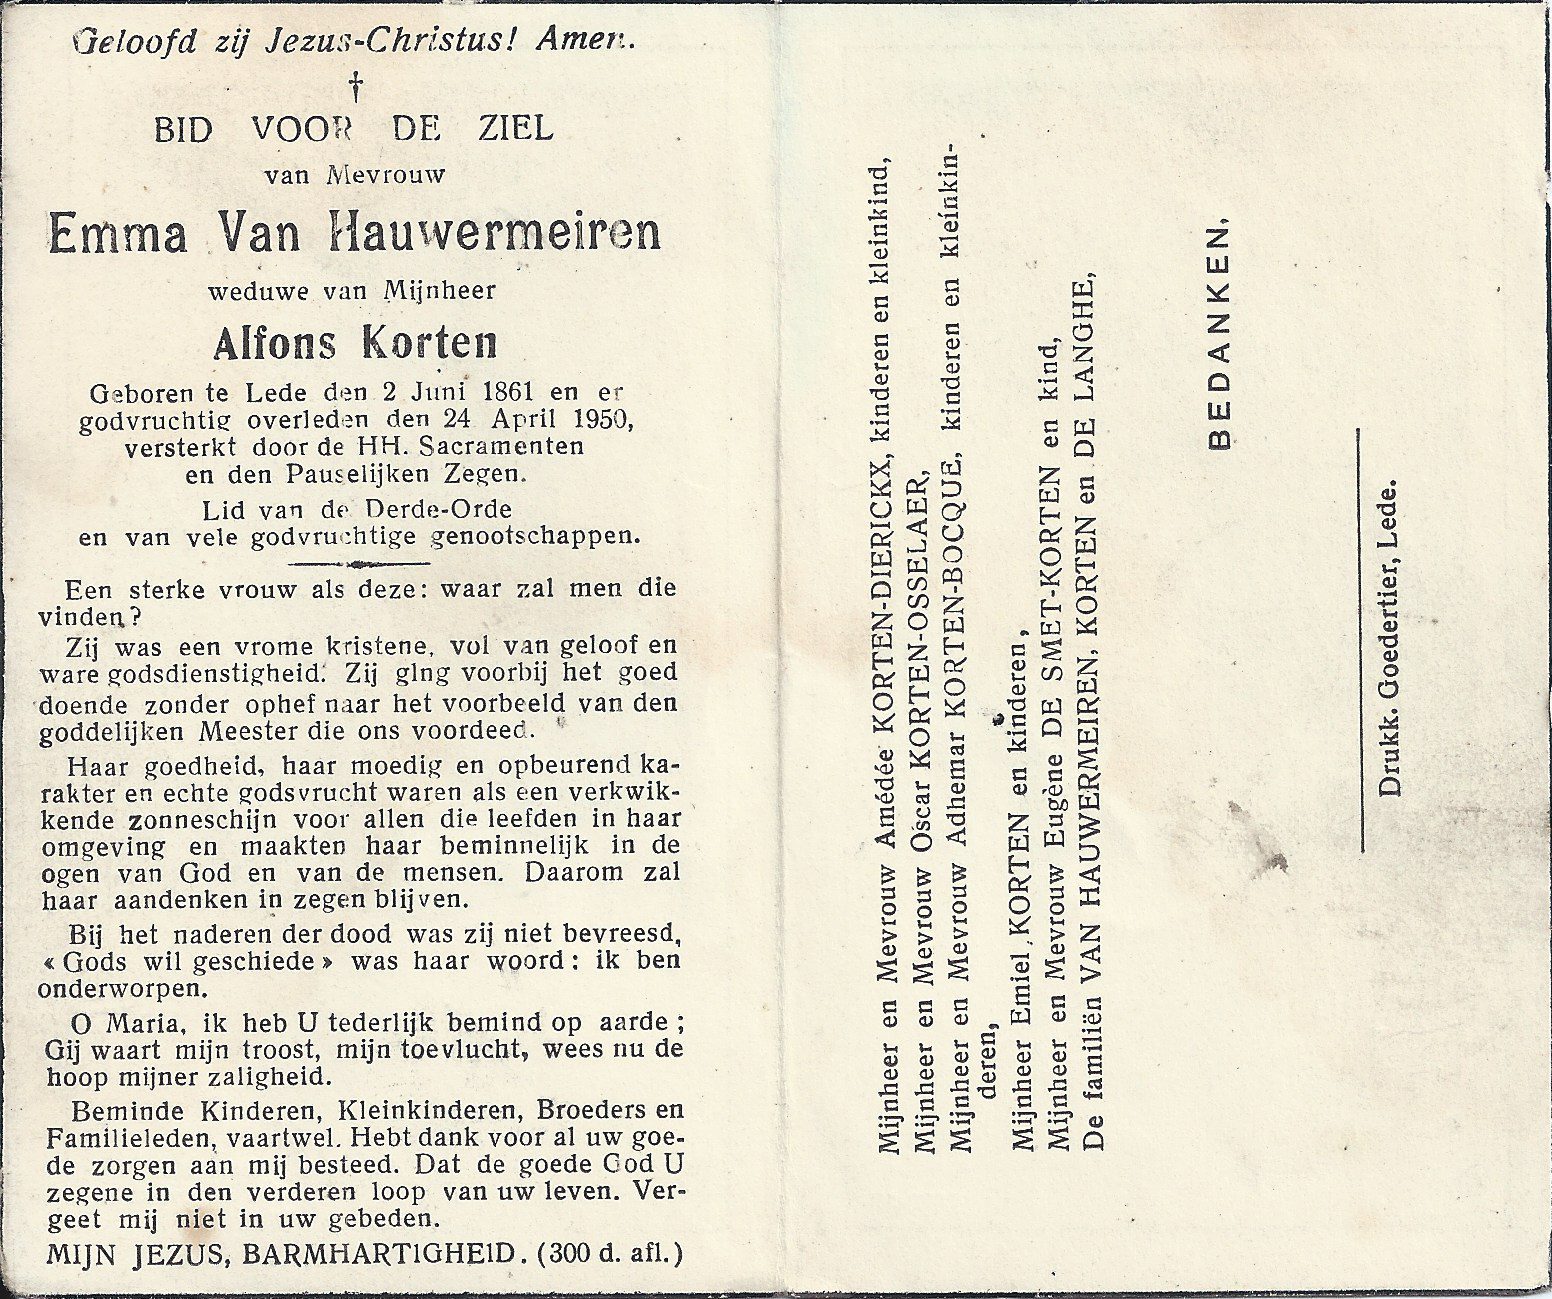 Geloofd zij Jezus-Christus! Amen.
†
BID VOOR DE ZIEL
van Mevrouw
Emma Van Hauwermeiren
weduwe van Mijnheer
Alfons Korten
Geboren te Lede den 2 Juni 1861 en er
godvruchtig overleden den 24 April 1950,
versterkt door de HH. Sacramenten
en den Pauselijken Zegen.
Lid van de Derde-Orde
en van vele godvruchtige genootschappen.
Een sterke vrouw als deze: waar zal men die
vinden?
Zij was een vrome kristene, vol van geloof en
ware godsdienstigheid. Zij glng voorbij het goed
doende zonder ophef naar het voorbeeld van den
goddelijken Meester die ons voordeed.
Haar goedheid, haar moedig en opbeurend ka-
rakter en echte godsvrucht waren als een verkwik-
kende zonneschijn voor allen die leefden in haar
omgeving en maakten haar beminnelijk in de
ogen van God en van de mensen. Daarom zal
haar aandenken in zegen blijven.
Bij het naderen der dood was zij niet bevreesd,
« Gods wil geschiede » was haar woord: ik ben
onderworpen.
O Maria, ik heb U tederlijk bemind op aarde ;
Gij waart mijn troost, mijn toevlucht, wees nu de
hoop mijner zaligheid.
Beminde Kinderen, Kleinkinderen, Broeders en
Familieleden, vaartwel. Hebt dank voor al uw goe-
de zorgen aan mij besteed. Dat de goede God U
zegene in den verderen loop van uw leven. Ver-
geet mij niet in uw gebeden.
MIJN JEZUS, BARMHARTIGHEID. (300 d. afl.)
Mijnheer en Mevrouw Amédée KORTEN-DIERICKX, kinderen en kleinkind,
Mijnheer en Mevrouw Oscar KORTEN-OSSELAER,
Mijnheer en Mevrouw Adhemar KORTEN-BOCQUE, kinderen en kleinkin-
deren,
Mijnheer Emiel KORTEN en kinderen,
Mijnheer en Mevrouw Eugène DE SMET-KORTEN en kind,
De familiën VAN HAUWERMEIREN, KORTEN en DE LANGHE,
BEDANKEN,
Drukk. Goedertier, Lede.